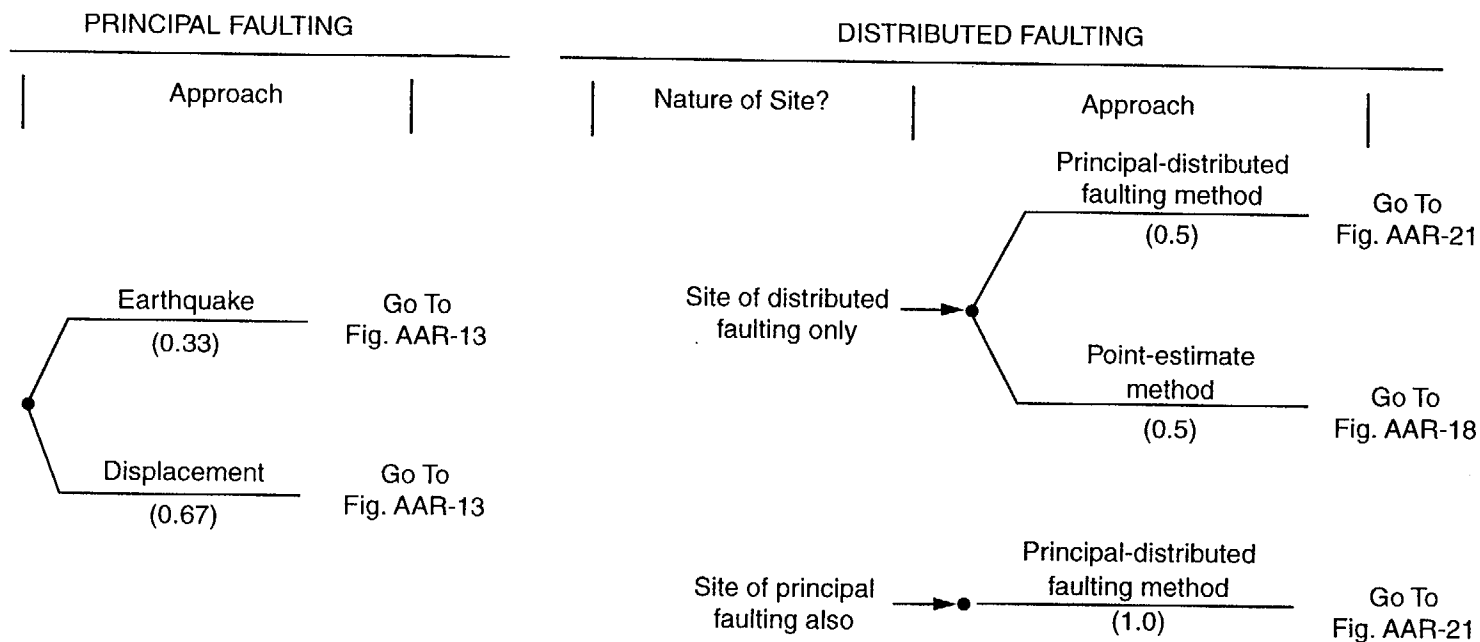 PRINCIPAL FAULTING
Approach
Earthquake
(0.33)
Go To
Fig. AAR-13
Displacement
(0.67)
Go To
Fig. AAR-13
DISTRIBUTED FAULTING
Nature of Site?
Approach
Site of distributed
faulting only
Principal-distributed
faulting method
(0.5)
Go To
Fig. AAR-21
Point-estimate
method
(0.5)
Go To
Fig. AAR-18
Site of principal
faulting also
Principal-distributed
faulting method
(1.0)
Go To
Fig. AAR-21